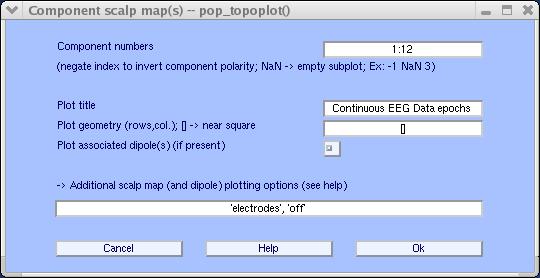 Component scalp map(s) -- pop_topoplot()
Component numbers 1:12
(negate index to invert component polarity; NaN -> empty subplot; Ex: -1 NaN 3)
Plot title Continuous EEG Data epochs
Plot geometry (rows,col.); [] -> near square []
Plot associated dipole(s) (if present)
-> Additional scalp map (and dipole) plotting options (see help)
'electrodes', 'off'
Cancel Help Ok